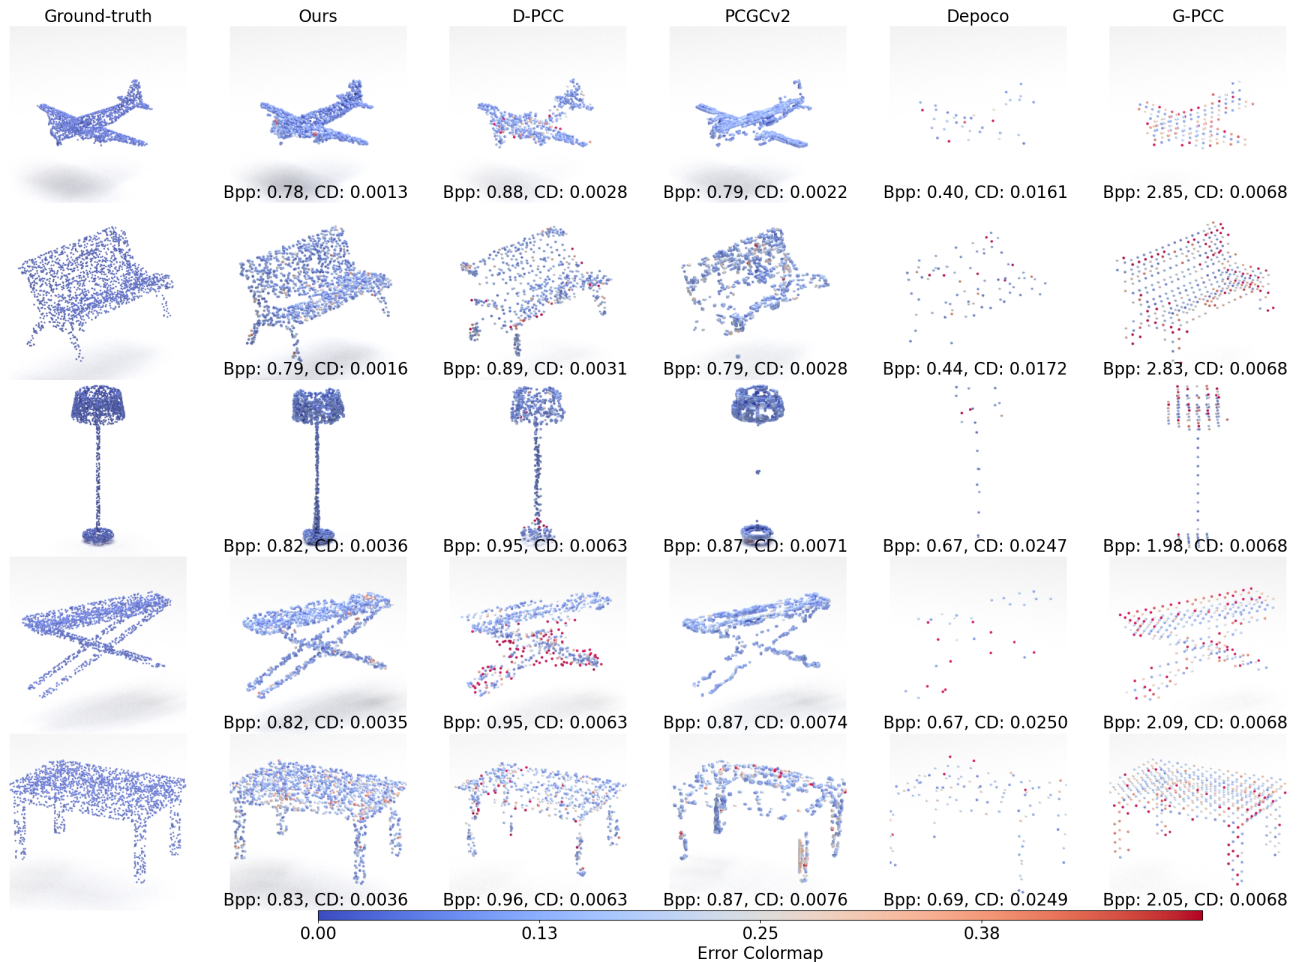 Ground-truth Ours D-PCC PCGCv2 Depoco G-PCC
Bpp: 0.78, CD: 0.0013 Bpp: 0.88, CD: 0.0028 Bpp: 0.79, CD: 0.0022 Bpp: 0.40, CD: 0.0161 Bpp: 2.85, CD: 0.0068
Bpp: 0.79, CD: 0.0016 Bpp: 0.89, CD: 0.0031 Bpp: 0.79, CD: 0.0028 Bpp: 0.44, CD: 0.0172 Bpp: 2.83, CD: 0.0068
Bpp: 0.82, CD: 0.0036 Bpp: 0.95, CD: 0.0063 Bpp: 0.87, CD: 0.0071 Bpp: 0.67, CD: 0.0247 Bpp: 1.98, CD: 0.0068
Bpp: 0.82, CD: 0.0035 Bpp: 0.95, CD: 0.0063 Bpp: 0.87, CD: 0.0074 Bpp: 0.67, CD: 0.0250 Bpp: 2.09, CD: 0.0068
Bpp: 0.83, CD: 0.0036 Bpp: 0.96, CD: 0.0063 Bpp: 0.87, CD: 0.0076 Bpp: 0.69, CD: 0.0249 Bpp: 2.05, CD: 0.0068
0.00 0.13 0.25 0.38
Error Colormap